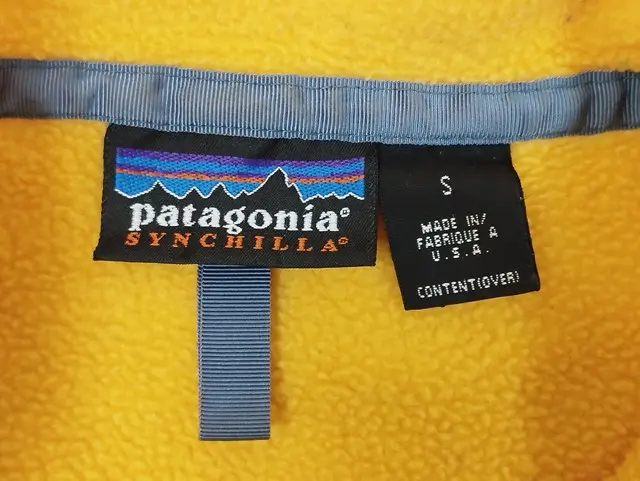 patagonia®
SYNCHILLA®
S
MADE IN/
FABRIQUE A
U.S.A.
CONTENT(OVER)